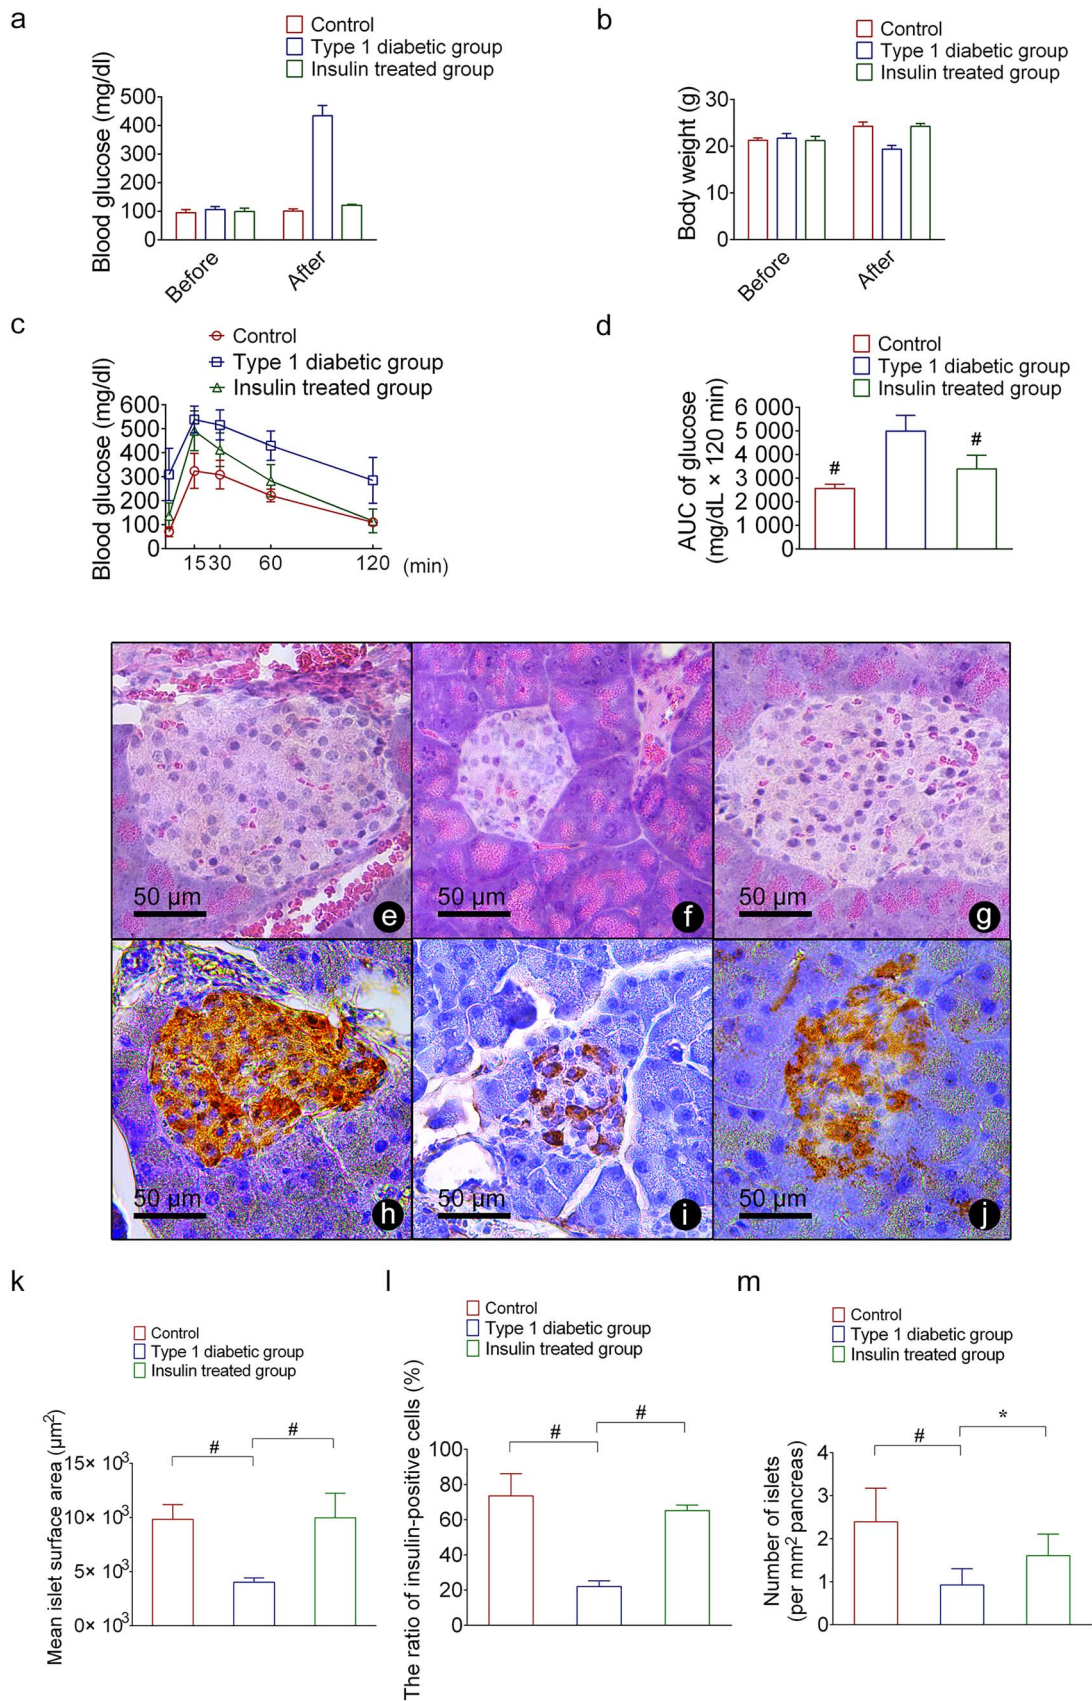 a
Control
Type 1 diabetic group
Insulin treated group
Blood glucose (mg/dl)
500
400
300
200
100
0
Before
After
b
Control
Type 1 diabetic group
Insulin treated group
Body weight (g)
30
20
10
0
Before
After
c
Control
Type 1 diabetic group
Insulin treated group
Blood glucose (mg/dl)
600
500
400
300
200
100
0
15 30 60 120 (min)
d
Control
Type 1 diabetic group
Insulin treated group
AUC of glucose
(mg/dL × 120 min)
6 000
5 000
4 000
3 000
2 000
1 000
0
#
#
50 µm
e
50 µm
f
50 µm
g
50 µm
h
50 µm
i
50 µm
j
k
Control
Type 1 diabetic group
Insulin treated group
Mean islet surface area (µm²)
15× 10³
10× 10³
5× 10³
0× 10³
#
#
l
Control
Type 1 diabetic group
Insulin treated group
The ratio of insulin-positive cells (%)
100
80
60
40
20
0
#
#
m
Control
Type 1 diabetic group
Insulin treated group
Number of islets
(per mm² pancreas)
4
3
2
1
0
#
*